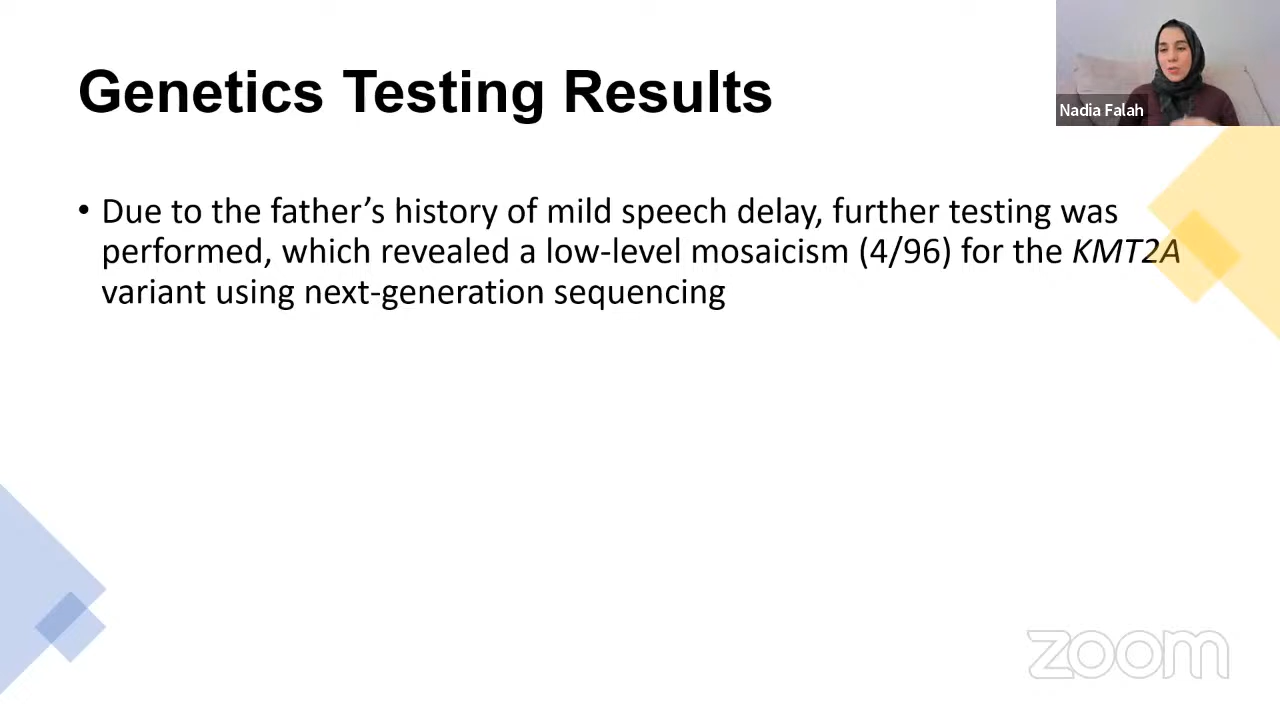 Genetics Testing Results
Nadia Falah
• Due to the father’s history of mild speech delay, further testing was
performed, which revealed a low-level mosaicism (4/96) for the KMT2A
variant using next-generation sequencing
zoom